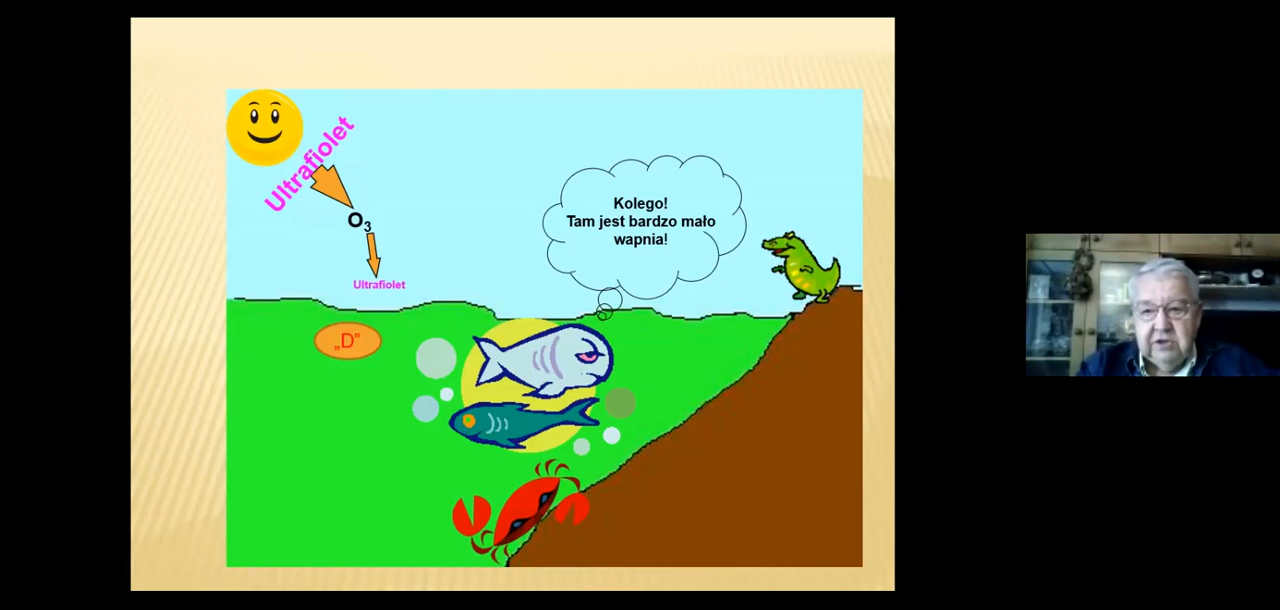 Ultrafiolet
O₃
Ultrafiolet
Kolego!
Tam jest bardzo mało
wapnia!
„D”